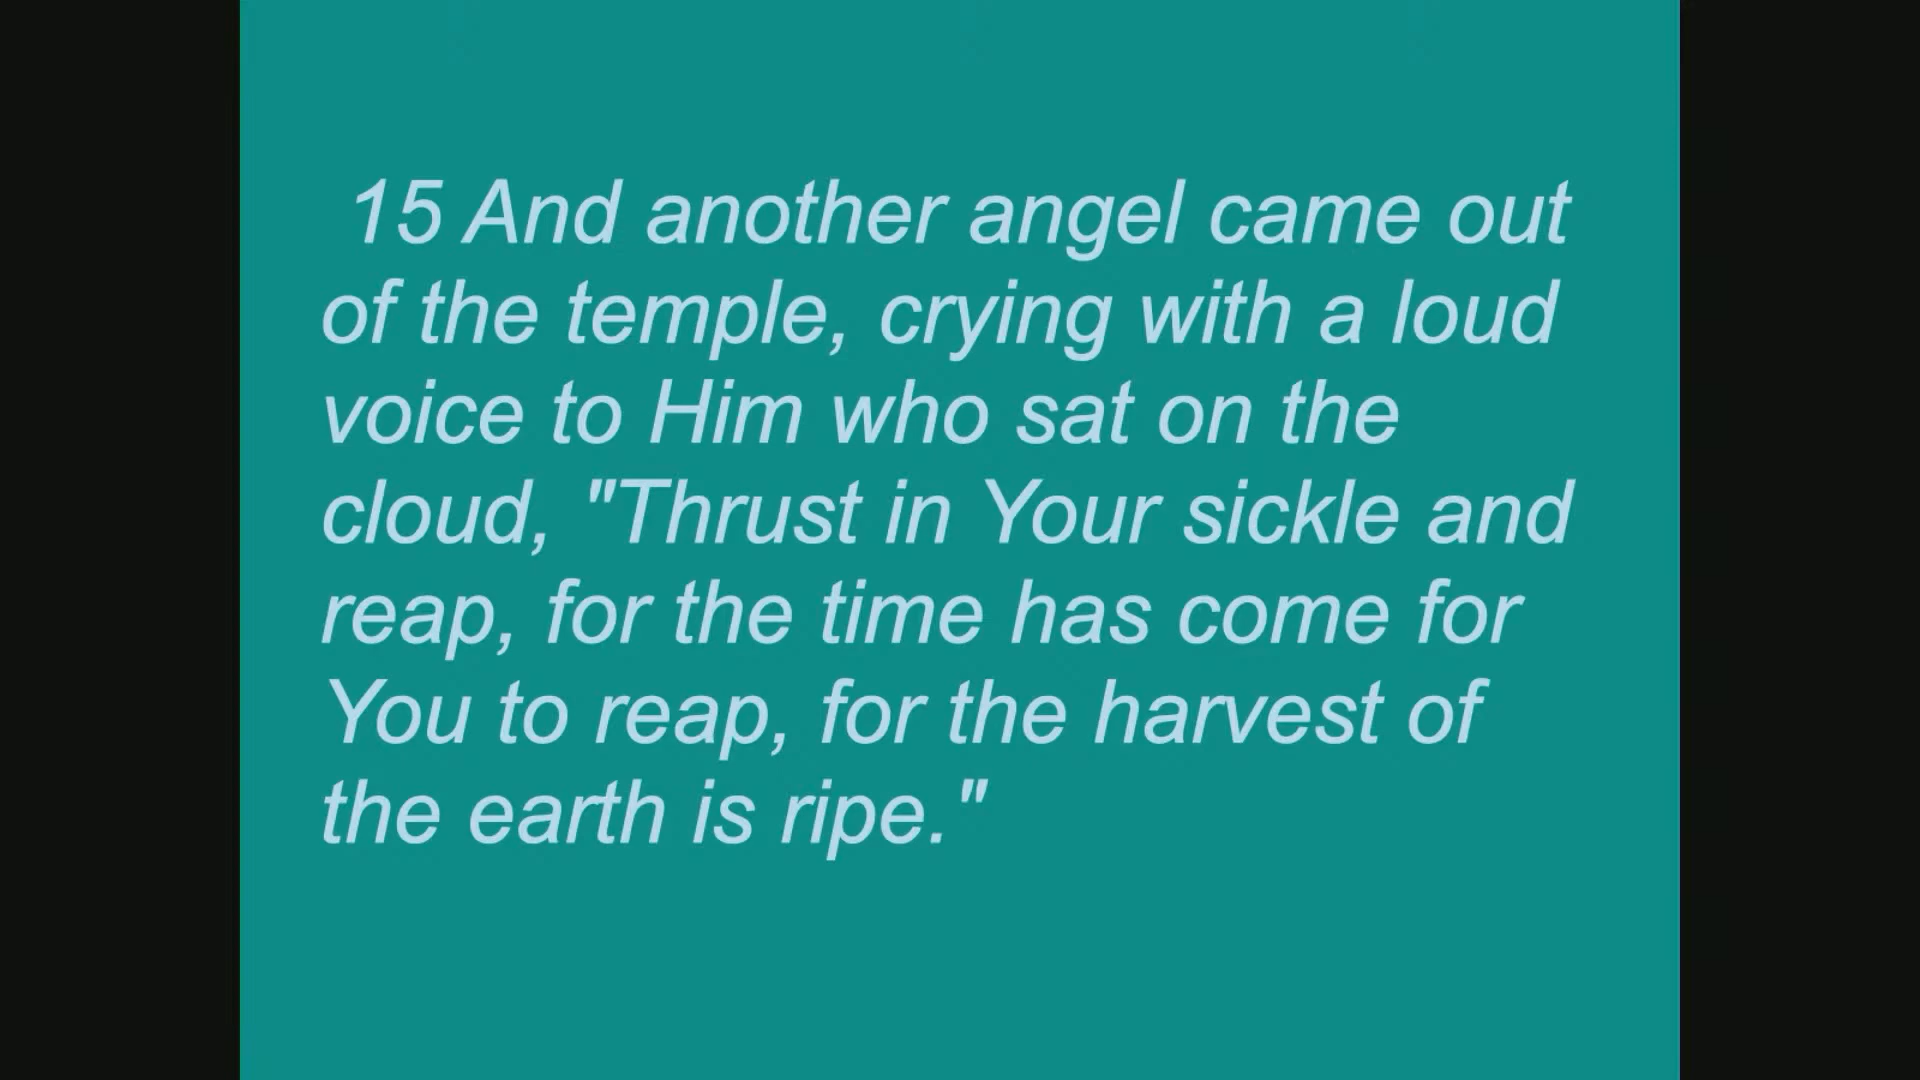 15 And another angel came out
of the temple, crying with a loud
voice to Him who sat on the
cloud, "Thrust in Your sickle and
reap, for the time has come for
You to reap, for the harvest of
the earth is ripe."